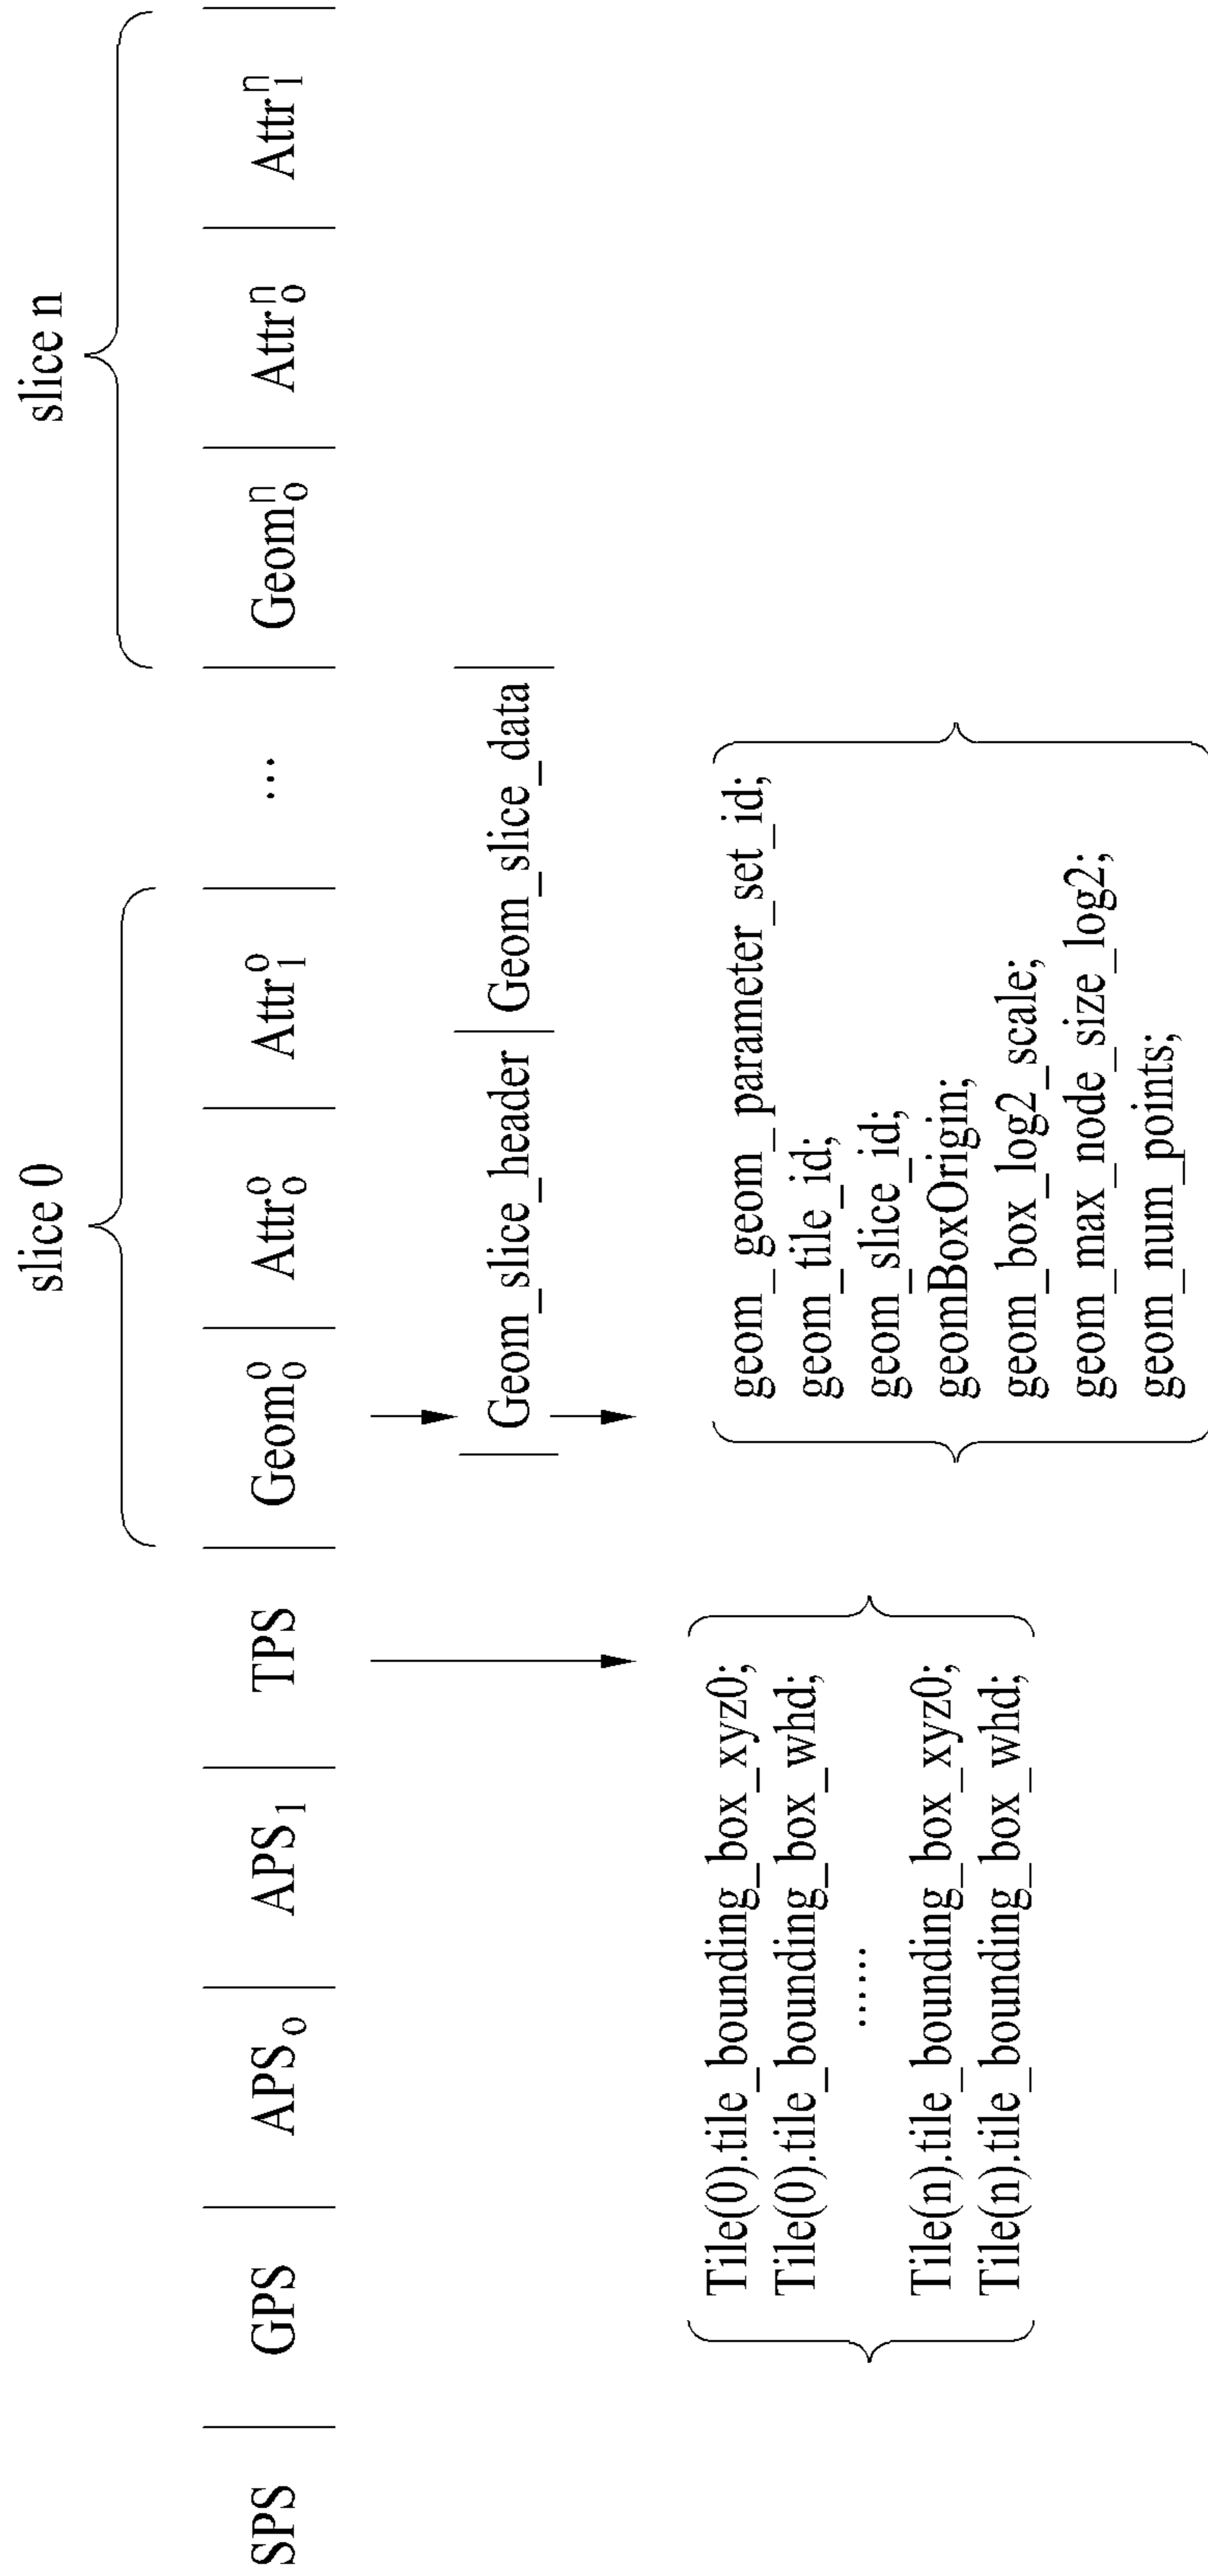 slice 0
slice n
SPS | GPS | APS₀ | APS₁ | TPS | Geom₀⁰ | Attr₀⁰ | Attr₁⁰ | ... | Geom₀ⁿ | Attr₀ⁿ | Attr₁ⁿ |
| Geom_slice_header | Geom_slice_data |
Tile(0).tile_bounding_box_xyz0;
Tile(0).tile_bounding_box_whd;
......
Tile(n).tile_bounding_box_xyz0;
Tile(n).tile_bounding_box_whd;
geom_geom_parameter_set_id;
geom_tile_id;
geom_slice_id;
geomBoxOrigin;
geom_box_log2_scale;
geom_max_node_size_log2;
geom_num_points;